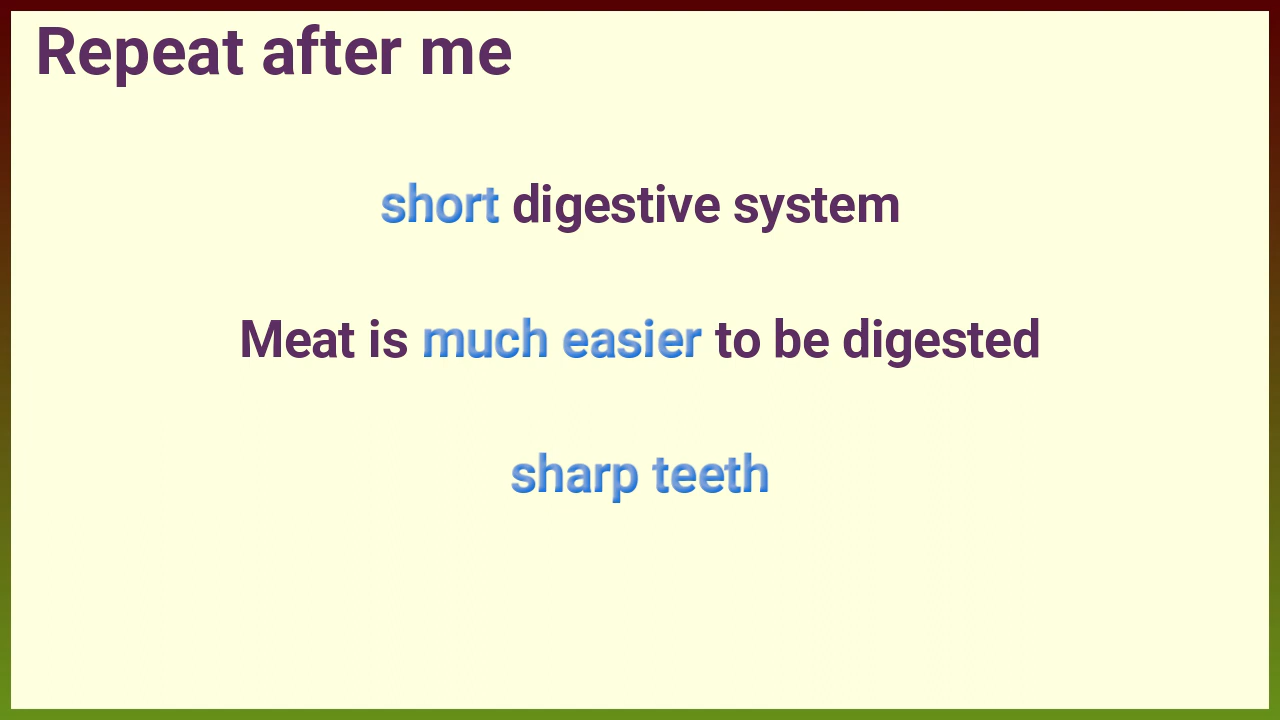 Repeat after me
short digestive system
Meat is much easier to be digested
sharp teeth